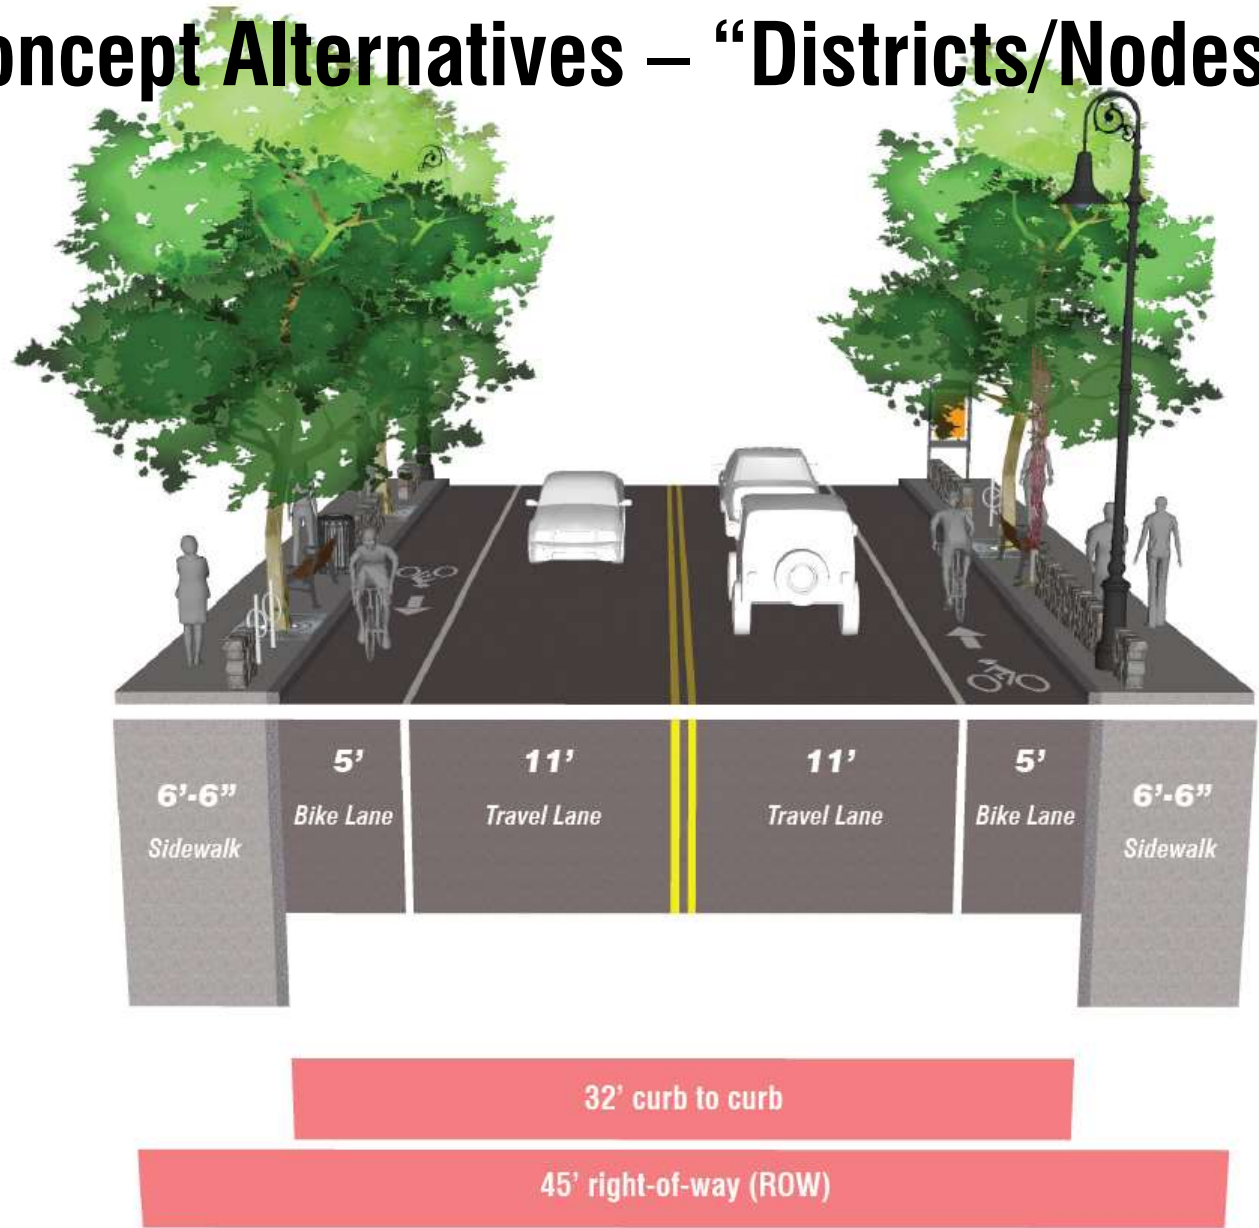 oncept Alternatives – “Districts/Nodes
6’-6”
Sidewalk
5’
Bike Lane
11’
Travel Lane
11’
Travel Lane
5’
Bike Lane
6’-6”
Sidewalk
32’ curb to curb
45’ right-of-way (ROW)